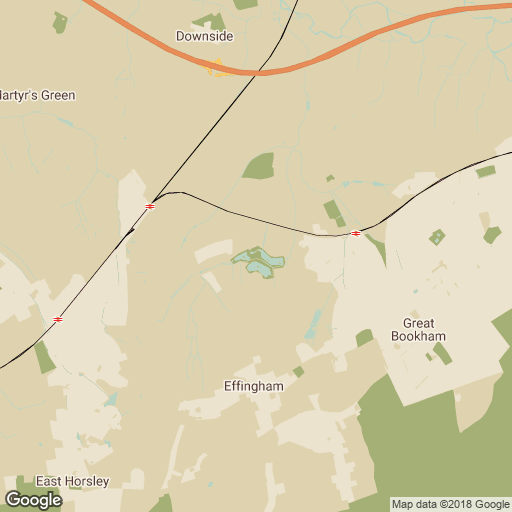 Downside
Martyr's Green
Great
Bookham
Effingham
East Horsley
Google
Map data ©2018 Google